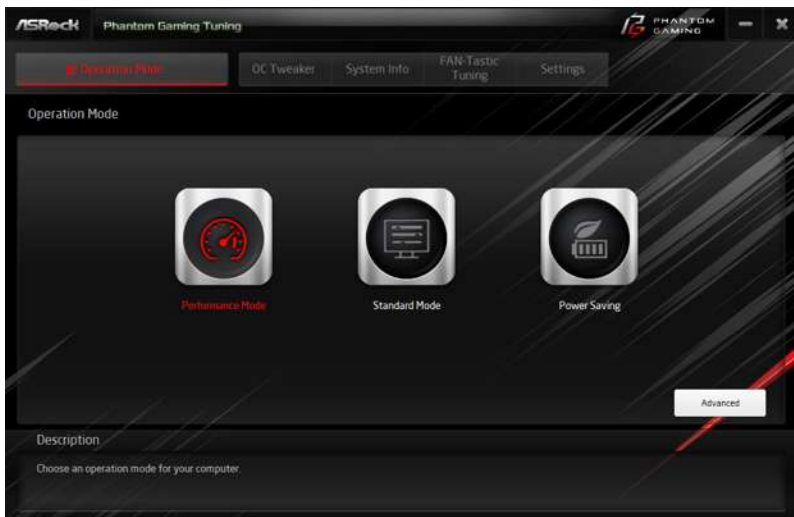 ASRock
Phantom Gaming Tuning
PHANTOM
GAMING
Operation Mode
OC Tweaker
System Info
FAN-Tastic
Tuning
Settings
Operation Mode
Performance Mode
Standard Mode
Power Saving
Advanced
Description
Choose an operation mode for your computer.